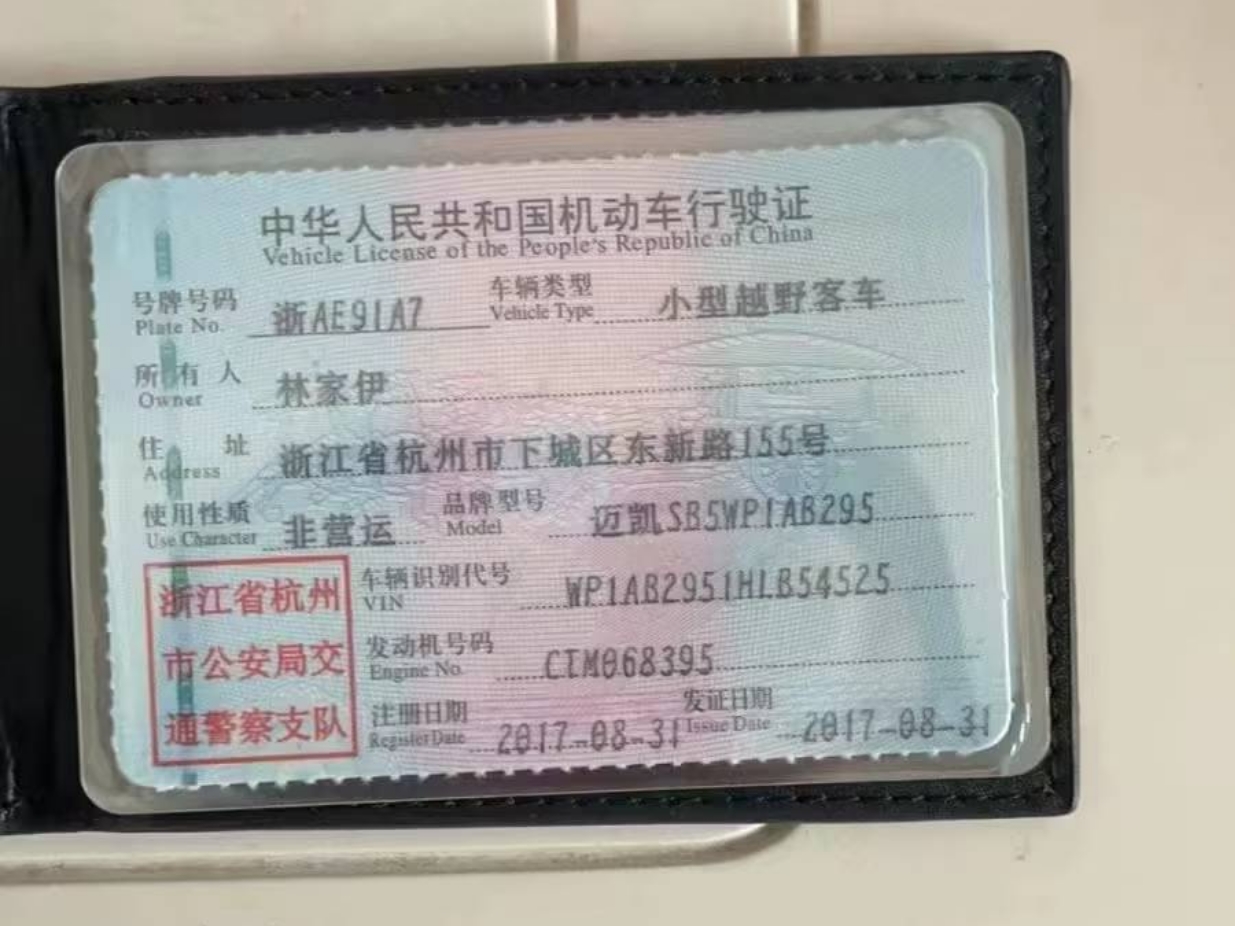 中华人民共和国机动车行驶证
Vehicle License of the People's Republic of China
号牌号码 浙AE91A7 车辆类型 小型越野客车
Plate No. Vehicle Type
所有人 林家伊
Owner
住址 浙江省杭州市下城区东新路155号
Address
使用性质 非营运 品牌型号 迈凯SB5WP1AB295
Use Character Model
浙江省杭州
市公安局交
通警察支队
车辆识别代号 WP1AB2951HLB54525
VIN
发动机号码 CTM068395
Engine No.
注册日期 2017-08-31 发证日期 2017-08-31
Register Date Issue Date